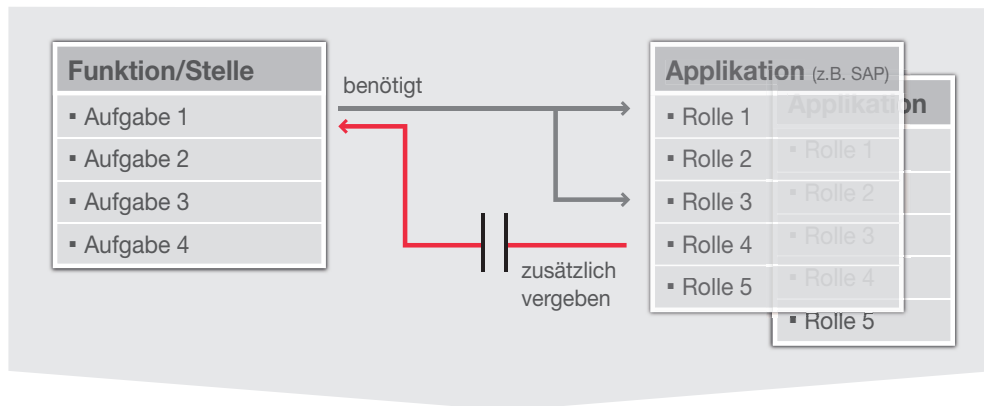 Funktion/Stelle
▪ Aufgabe 1
▪ Aufgabe 2
▪ Aufgabe 3
▪ Aufgabe 4
benötigt
zusätzlich
vergeben
Applikation (z.B. SAP)
▪ Rolle 1
▪ Rolle 2
▪ Rolle 3
▪ Rolle 4
▪ Rolle 5
Applikation
▪ Rolle 1
▪ Rolle 2
▪ Rolle 3
▪ Rolle 4
▪ Rolle 5